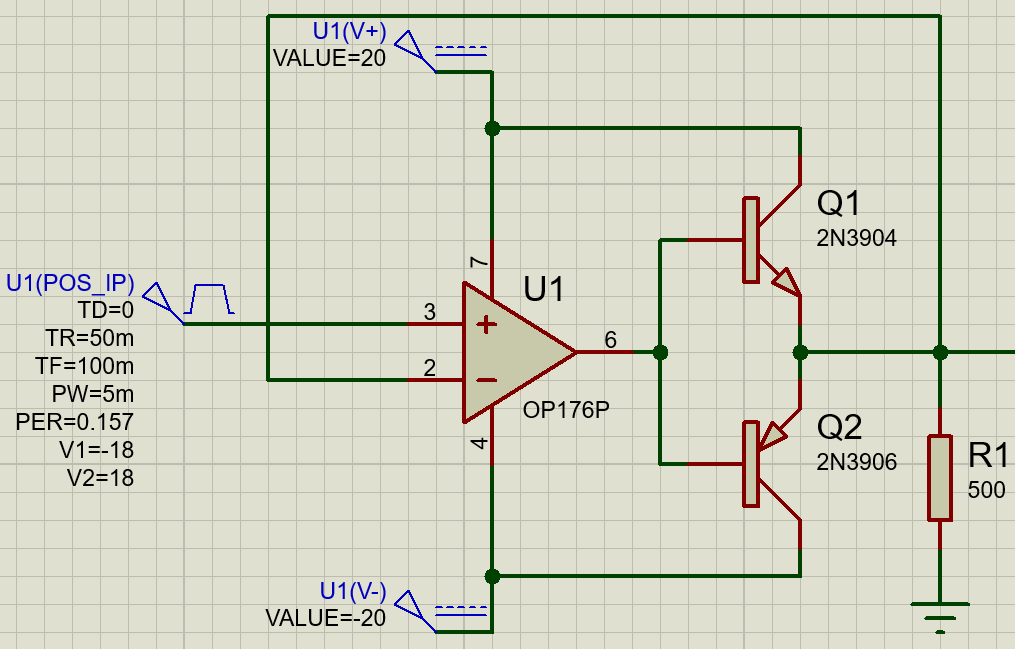 U1(V+)
VALUE=20
Q1
2N3904
7
U1(POS_IP)
TD=0
TR=50m
TF=100m
PW=5m
PER=0.157
V1=-18
V2=18
3
2
U1
6
OP176P
4
Q2
2N3906
R1
500
U1(V-)
VALUE=-20